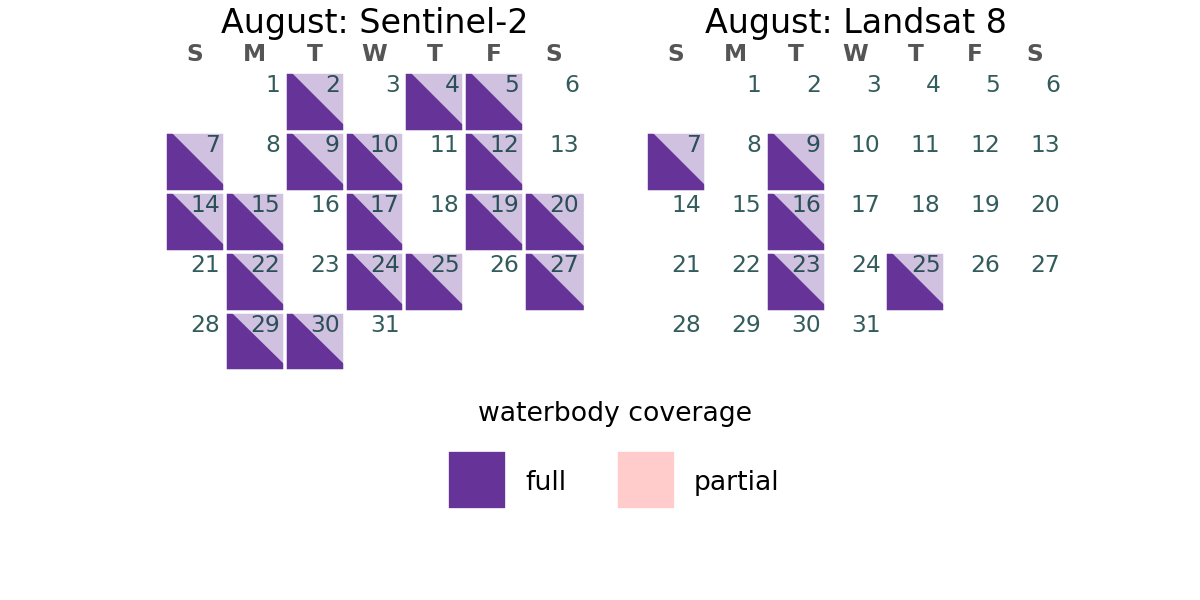 August: Sentinel-2
S M T W T F S
1 2 3 4 5 6
7 8 9 10 11 12 13
14 15 16 17 18 19 20
21 22 23 24 25 26 27
28 29 30 31
August: Landsat 8
S M T W T F S
1 2 3 4 5 6
7 8 9 10 11 12 13
14 15 16 17 18 19 20
21 22 23 24 25 26 27
28 29 30 31
waterbody coverage
full partial